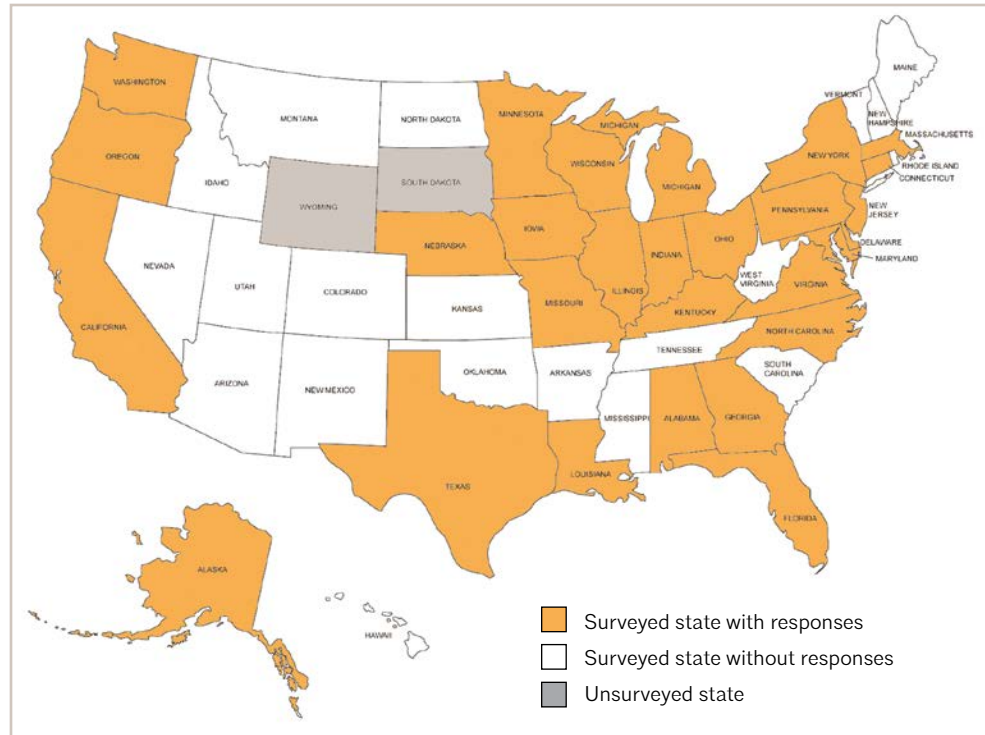 WASHINGTON
OREGON
CALIFORNIA
NEVADA
IDAHO
MONTANA
WYOMING
UTAH
ARIZONA
COLORADO
NEW MEXICO
NORTH DAKOTA
SOUTH DAKOTA
NEBRASKA
KANSAS
OKLAHOMA
TEXAS
MINNESOTA
IOWA
MISSOURI
ARKANSAS
LOUISIANA
WISCONSIN
MICHIGAN
MICHIGAN
ILLINOIS
INDIANA
OHIO
KENTUCKY
TENNESSEE
MISSISSIPPI
ALABAMA
GEORGIA
FLORIDA
SOUTH
CAROLINA
NORTH CAROLINA
VIRGINIA
WEST
VIRGINIA
PENNSYLVANIA
NEW YORK
VERMONT
NEW
HAMPSHIRE
MAINE
MASSACHUSETTS
RHODE ISLAND
CONNECTICUT
NEW
JERSEY
DELAWARE
MARYLAND
ALASKA
HAWAII
Surveyed state with responses
Surveyed state without responses
Unsurveyed state